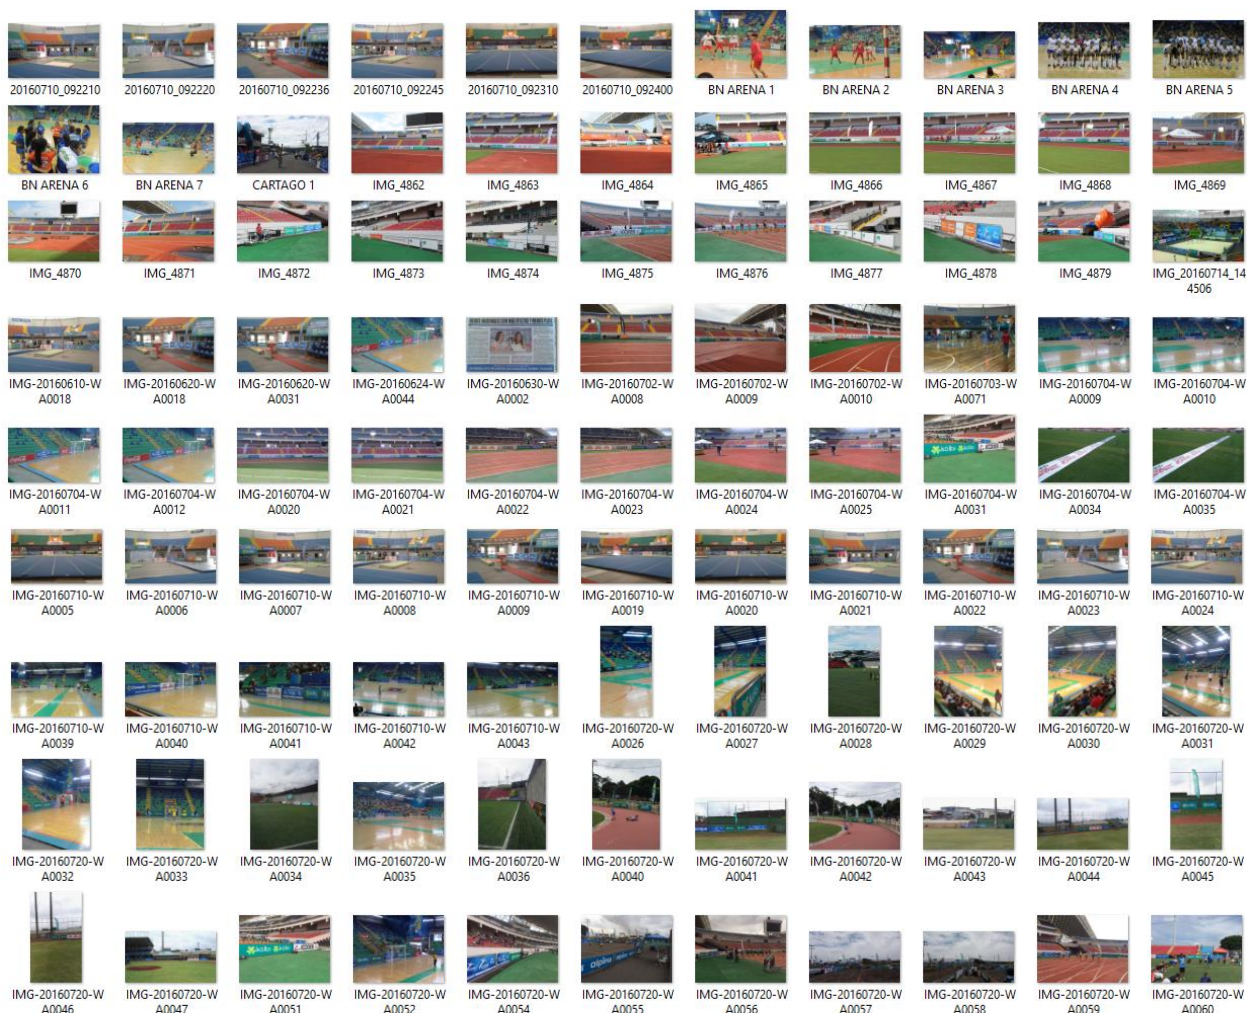 20160710_092210 20160710_092220 20160710_092236 20160710_092245 20160710_092310 20160710_092400 BN ARENA 1 BN ARENA 2 BN ARENA 3 BN ARENA 4 BN ARENA 5
BN ARENA 6 BN ARENA 7 CARTAGO 1 IMG_4862 IMG_4863 IMG_4864 IMG_4865 IMG_4866 IMG_4867 IMG_4868 IMG_4869
IMG_4870 IMG_4871 IMG_4872 IMG_4873 IMG_4874 IMG_4875 IMG_4876 IMG_4877 IMG_4878 IMG_4879 IMG_20160714_14
4506
IMG-20160610-W IMG-20160620-W IMG-20160620-W IMG-20160624-W IMG-20160630-W IMG-20160702-W IMG-20160702-W IMG-20160702-W IMG-20160703-W IMG-20160704-W IMG-20160704-W
A0018 A0018 A0031 A0044 A0002 A0008 A0009 A0010 A0071 A0009 A0010
IMG-20160704-W IMG-20160704-W IMG-20160704-W IMG-20160704-W IMG-20160704-W IMG-20160704-W IMG-20160704-W IMG-20160704-W IMG-20160704-W IMG-20160704-W IMG-20160704-W
A0011 A0012 A0020 A0021 A0022 A0023 A0024 A0025 A0031 A0034 A0035
IMG-20160710-W IMG-20160710-W IMG-20160710-W IMG-20160710-W IMG-20160710-W IMG-20160710-W IMG-20160710-W IMG-20160710-W IMG-20160710-W IMG-20160710-W IMG-20160710-W
A0005 A0006 A0007 A0008 A0009 A0019 A0020 A0021 A0022 A0023 A0024
IMG-20160710-W IMG-20160710-W IMG-20160710-W IMG-20160710-W IMG-20160710-W IMG-20160720-W IMG-20160720-W IMG-20160720-W IMG-20160720-W IMG-20160720-W IMG-20160720-W
A0039 A0040 A0041 A0042 A0043 A0026 A0027 A0028 A0029 A0030 A0031
IMG-20160720-W IMG-20160720-W IMG-20160720-W IMG-20160720-W IMG-20160720-W IMG-20160720-W IMG-20160720-W IMG-20160720-W IMG-20160720-W IMG-20160720-W IMG-20160720-W
A0032 A0033 A0034 A0035 A0036 A0040 A0041 A0042 A0043 A0044 A0045
alpina
IMG-20160720-W IMG-20160720-W IMG-20160720-W IMG-20160720-W IMG-20160720-W IMG-20160720-W IMG-20160720-W IMG-20160720-W IMG-20160720-W IMG-20160720-W IMG-20160720-W
A0046 A0047 A0051 A0052 A0054 A0055 A0056 A0057 A0058 A0059 A0060